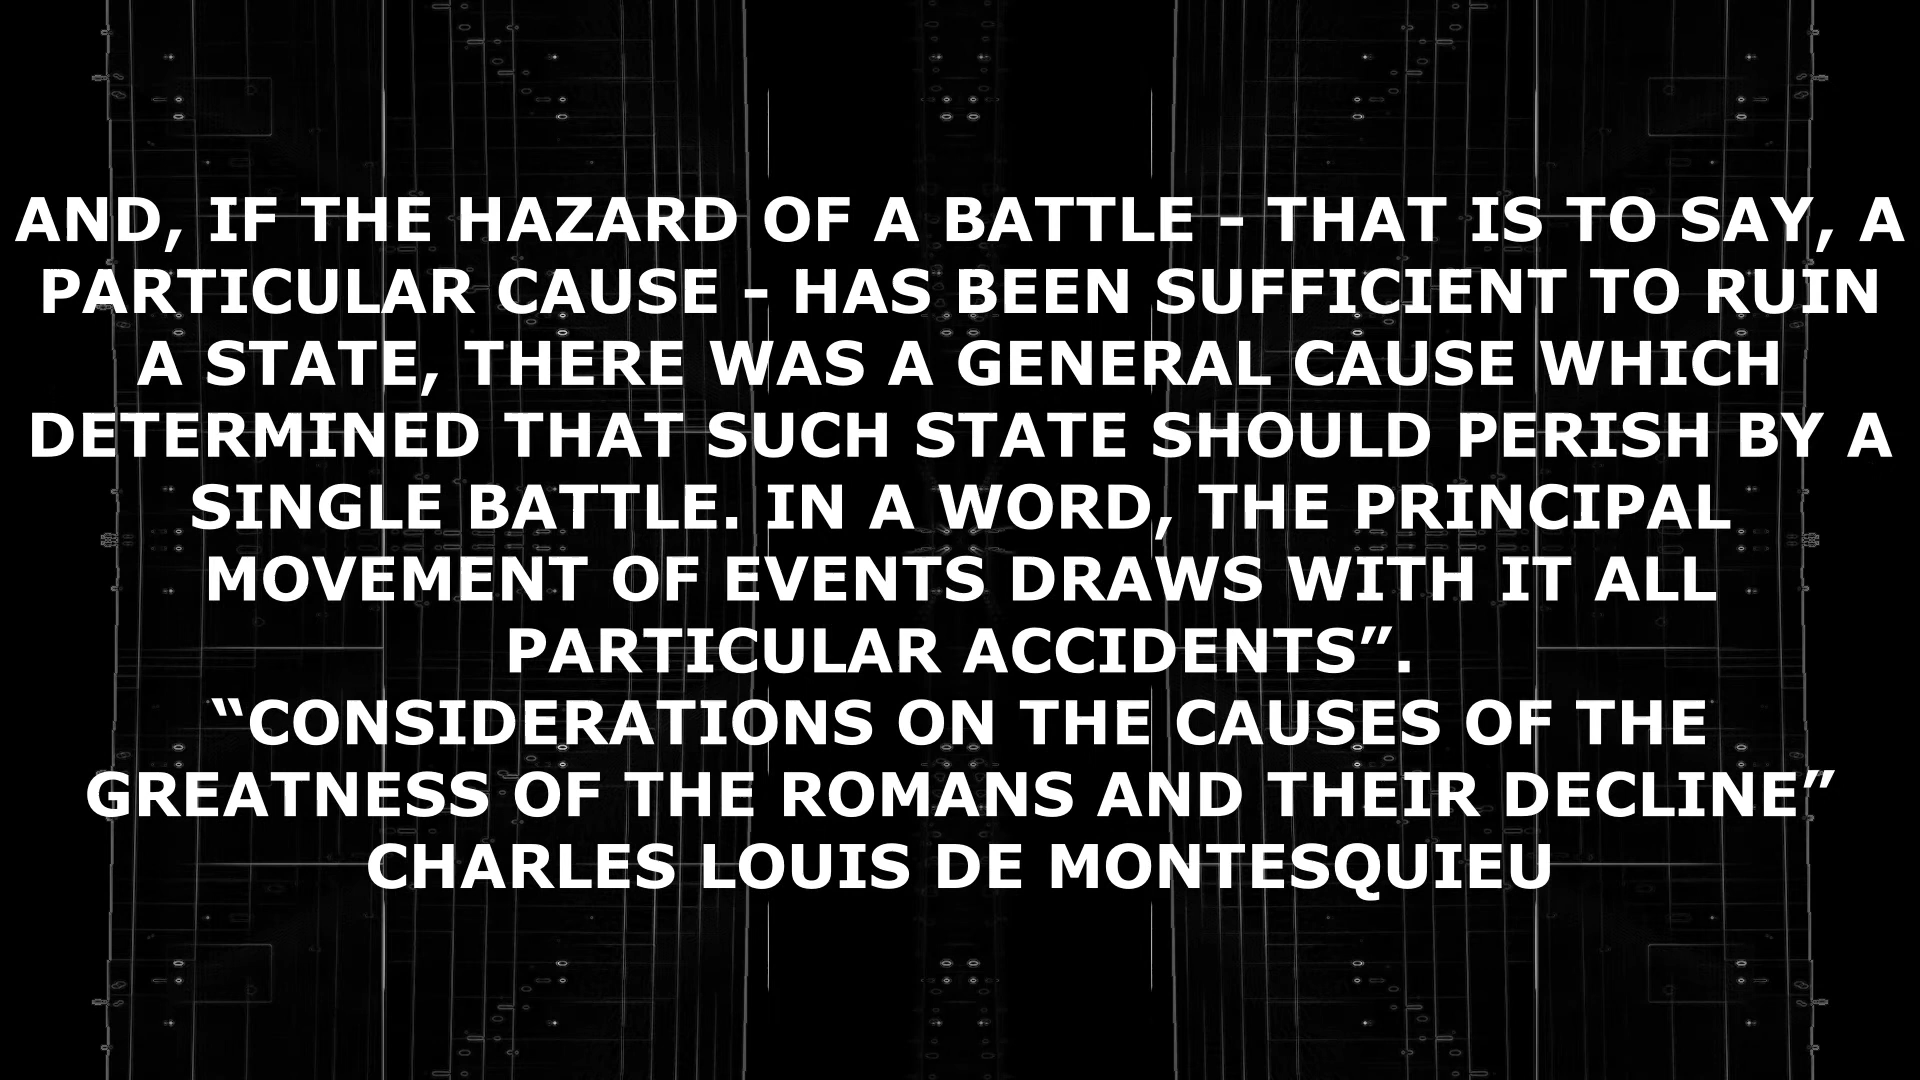 AND, IF THE HAZARD OF A BATTLE - THAT IS TO SAY, A
PARTICULAR CAUSE - HAS BEEN SUFFICIENT TO RUIN
A STATE, THERE WAS A GENERAL CAUSE WHICH
DETERMINED THAT SUCH STATE SHOULD PERISH BY A
SINGLE BATTLE. IN A WORD, THE PRINCIPAL
MOVEMENT OF EVENTS DRAWS WITH IT ALL
PARTICULAR ACCIDENTS”.
“CONSIDERATIONS ON THE CAUSES OF THE
GREATNESS OF THE ROMANS AND THEIR DECLINE”
CHARLES LOUIS DE MONTESQUIEU